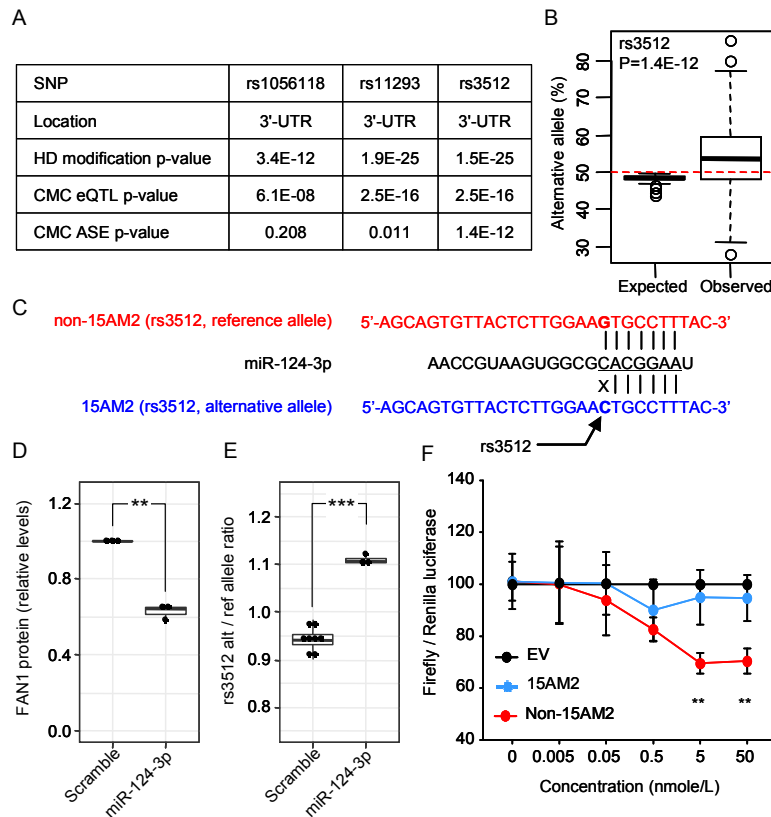 A
SNP rs1056118 rs11293 rs3512
Location 3'-UTR 3'-UTR 3'-UTR
HD modification p-value 3.4E-12 1.9E-25 1.5E-25
CMC eQTL p-value 6.1E-08 2.5E-16 2.5E-16
CMC ASE p-value 0.208 0.011 1.4E-12
B
rs3512
P=1.4E-12
Alternative allele (%)
80
70
60
50
40
30
Expected Observed
C
non-15AM2 (rs3512, reference allele) 5'-AGCAGTGTTACTCTTGGAAGTGCCTTTAC-3'
miR-124-3p AACCGUAAGUGGCGCACGGAAU
X
15AM2 (rs3512, alternative allele) 5'-AGCAGTGTTACTCTTGGAACTGCCTTTAC-3'
rs3512
D
FAN1 protein (relative levels)
1.2
0.8
0.4
0.0
**
Scramble
miR-124-3p
E
rs3512 alt / ref allele ratio
1.2
1.1
1.0
0.9
0.8
***
Scramble
miR-124-3p
F
Firefly / Renilla luciferase
140
120
100
80
60
40
EV
15AM2
Non-15AM2
** **
0 0.005 0.05 0.5 5 50
Concentration (nmole/L)